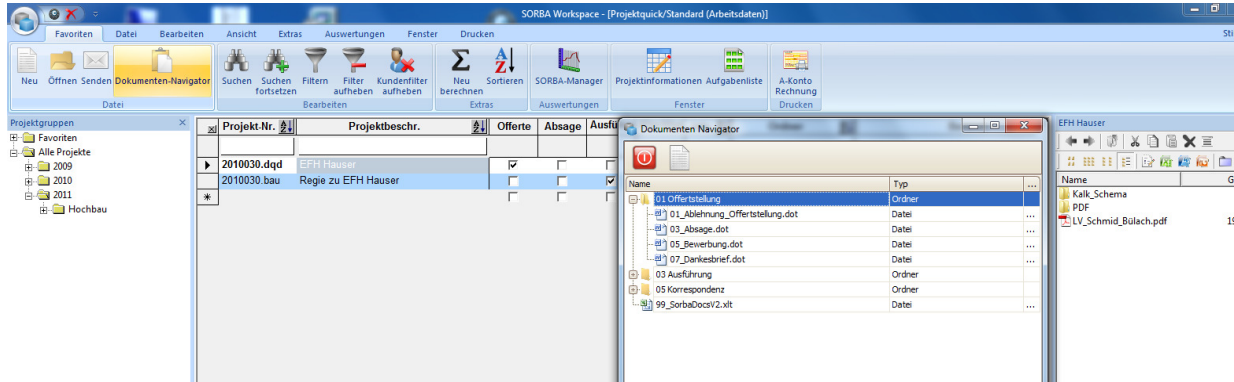 SORBA Workspace - [Projektquick/Standard (Arbeitsdaten)]
Favoriten Datei Bearbeiten Ansicht Extras Auswertungen Fenster Drucken
Neu Öffnen Senden Dokumenten-Navigator Suchen Suchen fortsetzen Filtern Filter aufheben Kundenfilter aufheben Neu berechnen Sortieren SORBA-Manager Projektinformationen Aufgabenliste A-Konto Rechnung
Datei Bearbeiten Extras Auswertungen Fenster Drucken
Projektgruppen
Favoriten
Alle Projekte
2009
2010
2011
Hochbau
Projekt-Nr. Projektbeschr. Offerte Absage Ausfü
2010030.dqd EFH Hauser
2010030.bau Regie zu EFH Hauser
Dokumenten Navigator
Name Typ ...
01 Offertstellung Ordner
01_Ablehnung_Offertstellung.dot Datei ...
03_Absage.dot Datei ...
05_Bewerbung.dot Datei ...
07_Dankesbrief.dot Datei ...
03 Ausführung Ordner
05 Korrespondenz Ordner
99_SorbaDocsV2.xlt Datei ...
EFH Hauser
Name G
Kalk_Schema
PDF
LV_Schmid_Bülach.pdf 19